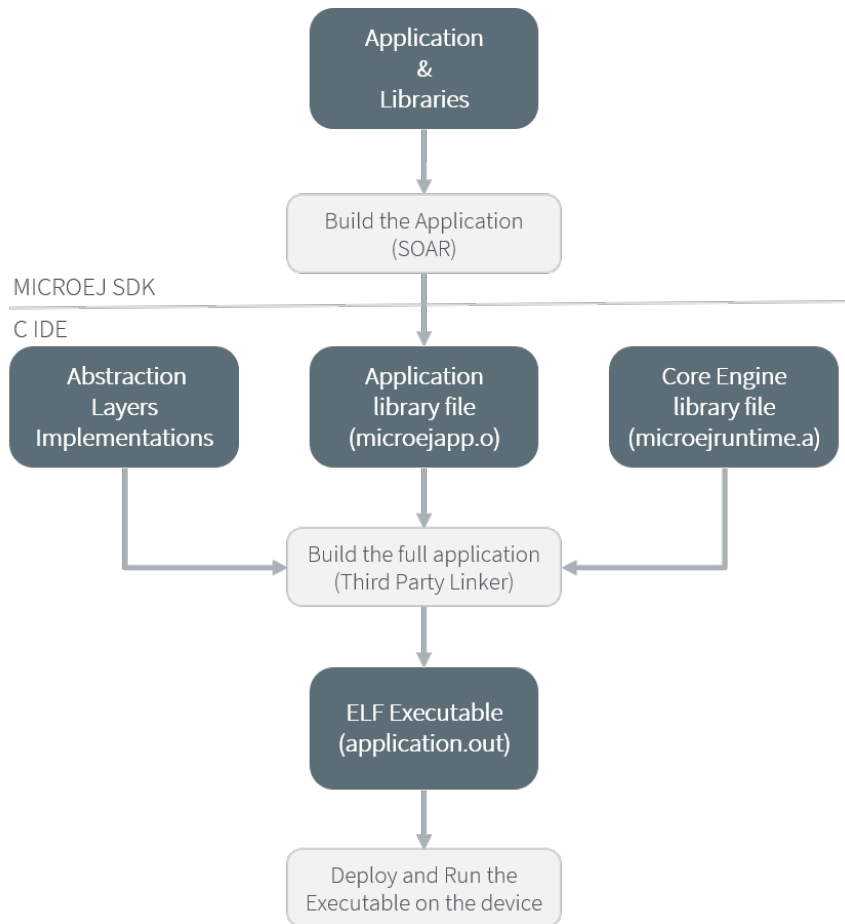 Application
&
Libraries
Build the Application
(SOAR)
MICROEJ SDK
C IDE
Abstraction
Layers
Implementations
Application
library file
(microejapp.o)
Core Engine
library file
(microejruntime.a)
Build the full application
(Third Party Linker)
ELF Executable
(application.out)
Deploy and Run the
Executable on the device